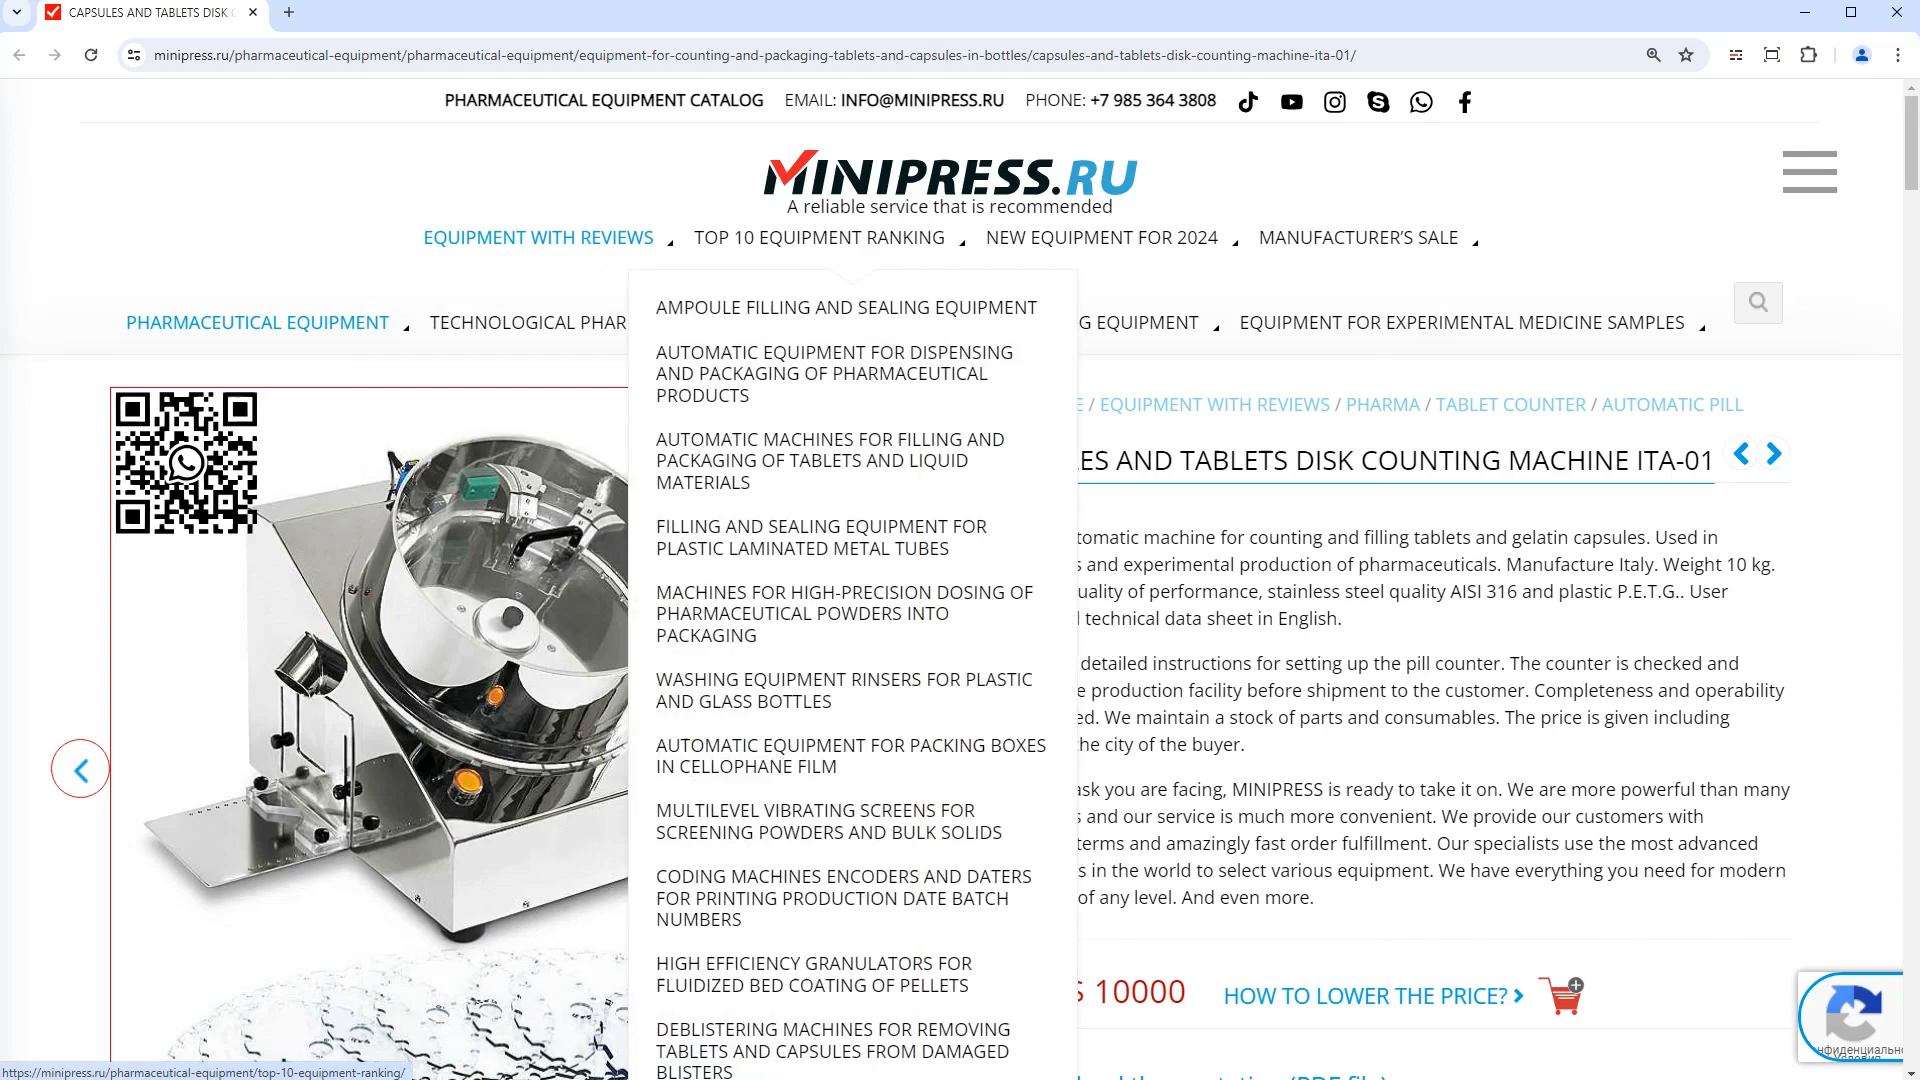 CAPSULES AND TABLETS DISK C
minipress.ru/pharmaceutical-equipment/pharmaceutical-equipment/equipment-for-counting-and-packaging-tablets-and-capsules-in-bottles/capsules-and-tablets-disk-counting-machine-ita-01/
PHARMACEUTICAL EQUIPMENT CATALOG EMAIL: INFO@MINIPRESS.RU PHONE: +7 985 364 3808
MINIPRESS.RU
A reliable service that is recommended
EQUIPMENT WITH REVIEWS TOP 10 EQUIPMENT RANKING NEW EQUIPMENT FOR 2024 MANUFACTURER’S SALE
PHARMACEUTICAL EQUIPMENT TECHNOLOGICAL PHAR G EQUIPMENT EQUIPMENT FOR EXPERIMENTAL MEDICINE SAMPLES
AMPOULE FILLING AND SEALING EQUIPMENT
AUTOMATIC EQUIPMENT FOR DISPENSING
AND PACKAGING OF PHARMACEUTICAL
PRODUCTS
AUTOMATIC MACHINES FOR FILLING AND
PACKAGING OF TABLETS AND LIQUID
MATERIALS
FILLING AND SEALING EQUIPMENT FOR
PLASTIC LAMINATED METAL TUBES
MACHINES FOR HIGH-PRECISION DOSING OF
PHARMACEUTICAL POWDERS INTO
PACKAGING
WASHING EQUIPMENT RINSERS FOR PLASTIC
AND GLASS BOTTLES
AUTOMATIC EQUIPMENT FOR PACKING BOXES
IN CELLOPHANE FILM
MULTILEVEL VIBRATING SCREENS FOR
SCREENING POWDERS AND BULK SOLIDS
CODING MACHINES ENCODERS AND DATERS
FOR PRINTING PRODUCTION DATE BATCH
NUMBERS
HIGH EFFICIENCY GRANULATORS FOR
FLUIDIZED BED COATING OF PELLETS
DEBLISTERING MACHINES FOR REMOVING
TABLETS AND CAPSULES FROM DAMAGED
BLISTERS
E / EQUIPMENT WITH REVIEWS / PHARMA / TABLET COUNTER / AUTOMATIC PILL
LES AND TABLETS DISK COUNTING MACHINE ITA-01
tomatic machine for counting and filling tablets and gelatin capsules. Used in
s and experimental production of pharmaceuticals. Manufacture Italy. Weight 10 kg.
uality of performance, stainless steel quality AISI 316 and plastic P.E.T.G.. User
l technical data sheet in English.
detailed instructions for setting up the pill counter. The counter is checked and
e production facility before shipment to the customer. Completeness and operability
ed. We maintain a stock of parts and consumables. The price is given including
he city of the buyer.
ask you are facing, MINIPRESS is ready to take it on. We are more powerful than many
s and our service is much more convenient. We provide our customers with
terms and amazingly fast order fulfillment. Our specialists use the most advanced
s in the world to select various equipment. We have everything you need for modern
of any level. And even more.
$ 10000 HOW TO LOWER THE PRICE?
https://minipress.ru/pharmaceutical-equipment/top-10-equipment-ranking/